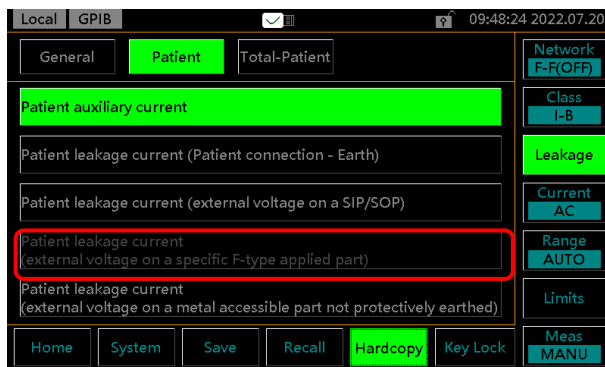 Local GPIB 09:48:24 2022.07.20
General Patient Total-Patient
Network
F-F(OFF)
Patient auxiliary current
Class
I-B
Patient leakage current (Patient connection - Earth)
Leakage
Patient leakage current (external voltage on a SIP/SOP)
Current
AC
Patient leakage current
(external voltage on a specific F-type applied part)
Range
AUTO
Patient leakage current
(external voltage on a metal accessible part not protectively earthed)
Limits
Home System Save Recall Hardcopy Key Lock
Meas
MANU